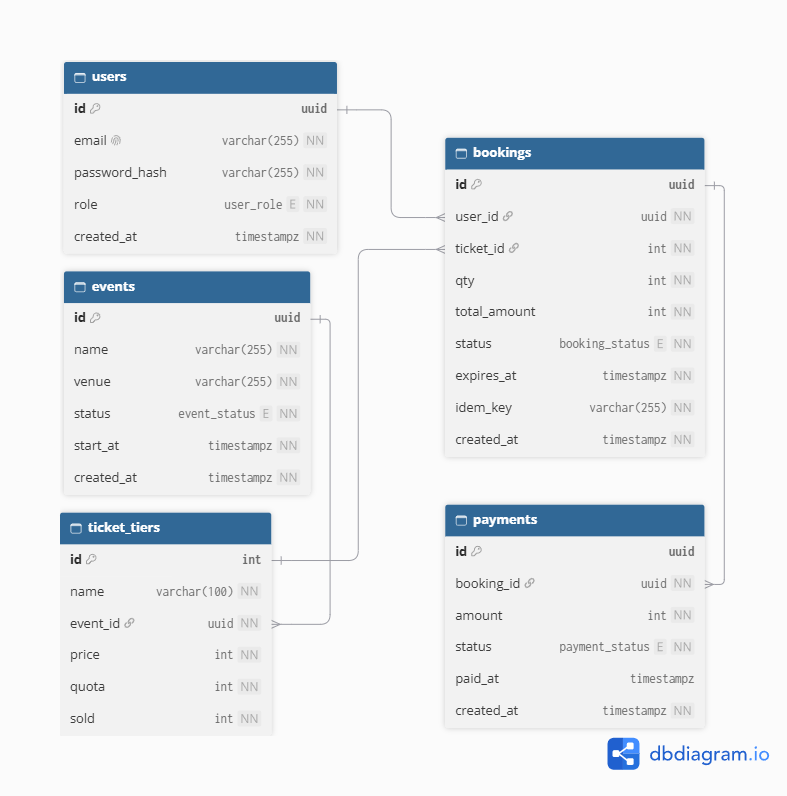 users
id uuid
email varchar(255) NN
password_hash varchar(255) NN
role user_role E NN
created_at timestampz NN
events
id uuid
name varchar(255) NN
venue varchar(255) NN
status event_status E NN
start_at timestampz NN
created_at timestampz NN
ticket_tiers
id int
name varchar(100) NN
event_id uuid NN
price int NN
quota int NN
sold int NN
bookings
id uuid
user_id uuid NN
ticket_id int NN
qty int NN
total_amount int NN
status booking_status E NN
expires_at timestampz NN
idem_key varchar(255) NN
created_at timestampz NN
payments
id uuid
booking_id uuid NN
amount int NN
status payment_status E NN
paid_at timestampz
created_at timestampz NN
dbdiagram.io